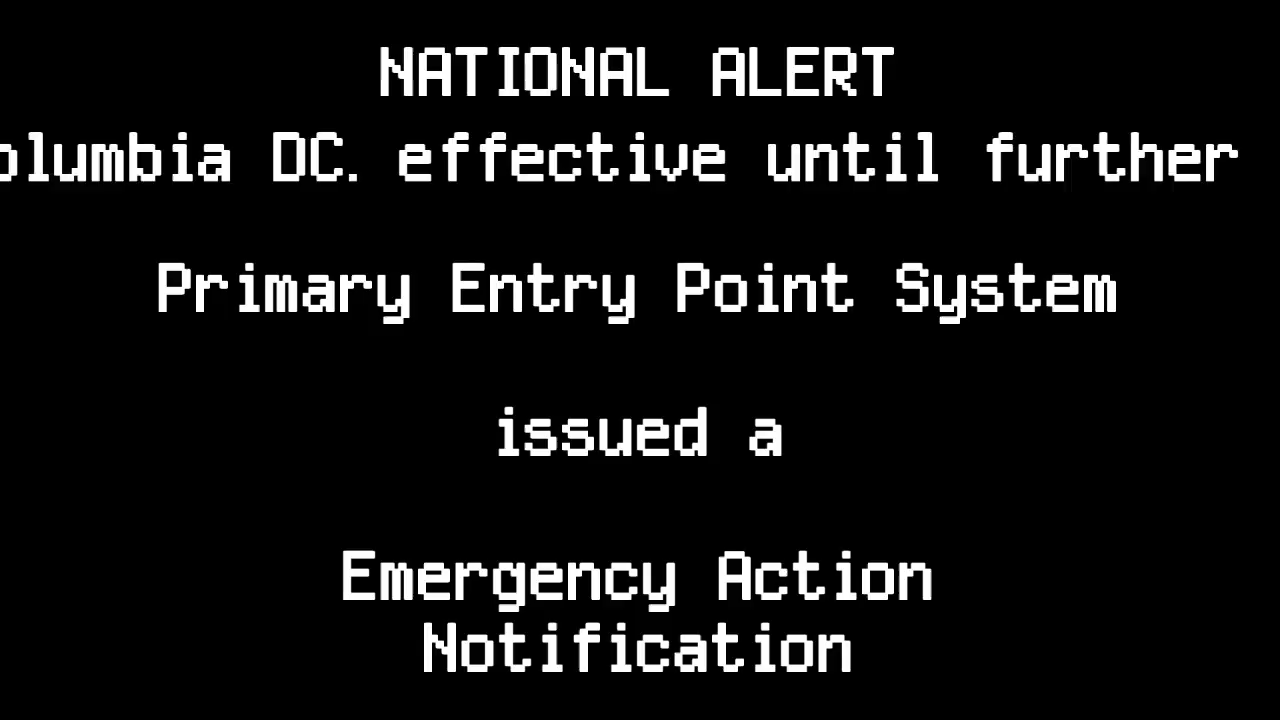 NATIONAL ALERT
olumbia DC. effective until further
Primary Entry Point System
issued a
Emergency Action
Notification